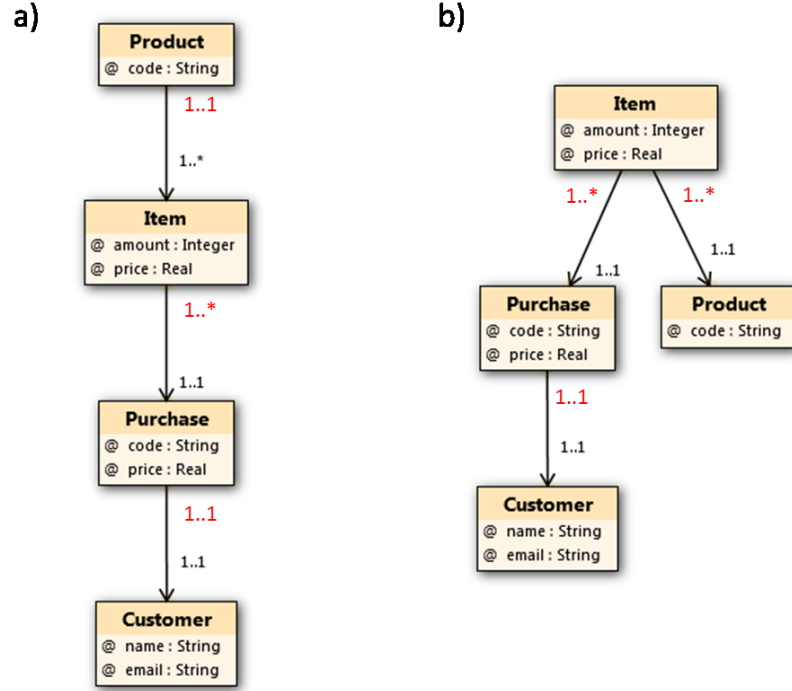 a)
Product
@ code : String
1..1
1..*
Item
@ amount : Integer
@ price : Real
1..*
1..1
Purchase
@ code : String
@ price : Real
1..1
1..1
Customer
@ name : String
@ email : String
b)
Item
@ amount : Integer
@ price : Real
1..* 1..*
1..1 1..1
Purchase
@ code : String
@ price : Real
Product
@ code : String
1..1
1..1
Customer
@ name : String
@ email : String